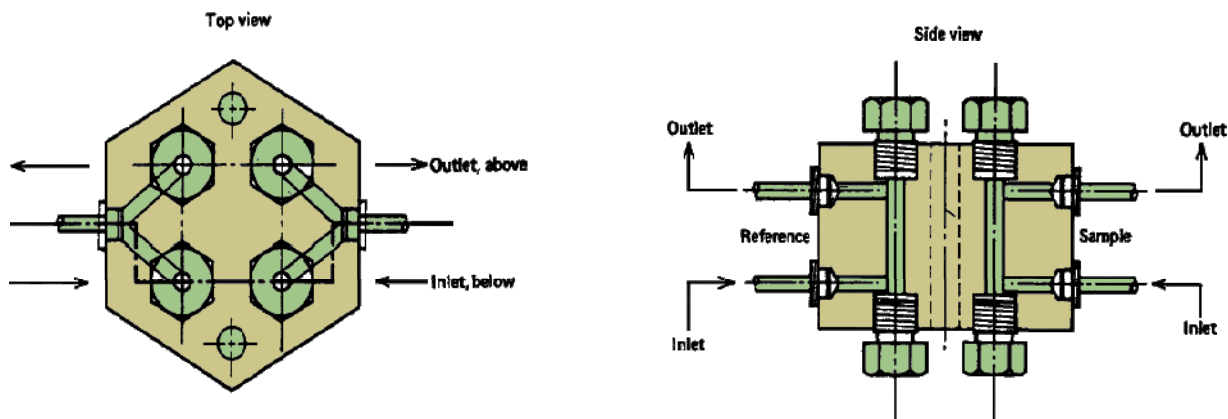 Top view
Outlet, above
Inlet, below
Side view
Outlet
Outlet
Reference
Sample
Inlet
Inlet